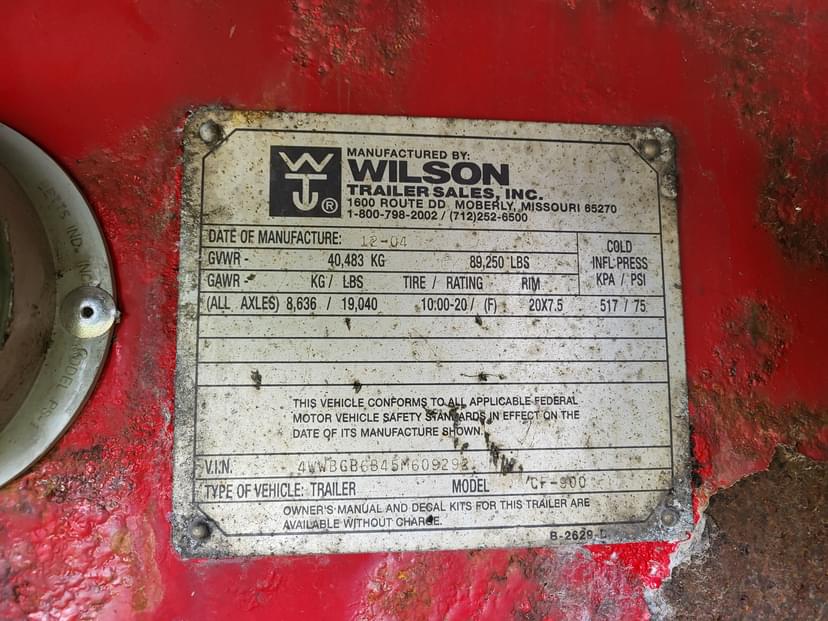 MANUFACTURED BY:
WILSON
TRAILER SALES, INC.
1600 ROUTE DD MOBERLY, MISSOURI 65270
1-800-798-2002 / (712)252-6500
DATE OF MANUFACTURE: 12-04
GVWR - 40,483 KG 89,250 LBS
COLD
INFL·PRESS
KPA / PSI
GAWR - KG / LBS TIRE / RATING RIM
(ALL AXLES) 8,636 / 19,040 10:00-20 / (F) 20X7.5 517 / 75
THIS VEHICLE CONFORMS TO ALL APPLICABLE FEDERAL
MOTOR VEHICLE SAFETY STANDARDS IN EFFECT ON THE
DATE OF ITS MANUFACTURE SHOWN.
V.I.N.
TYPE OF VEHICLE: TRAILER MODEL CF-900
OWNER'S MANUAL AND DECAL KITS FOR THIS TRAILER ARE
AVAILABLE WITHOUT CHARGE.
B-2629